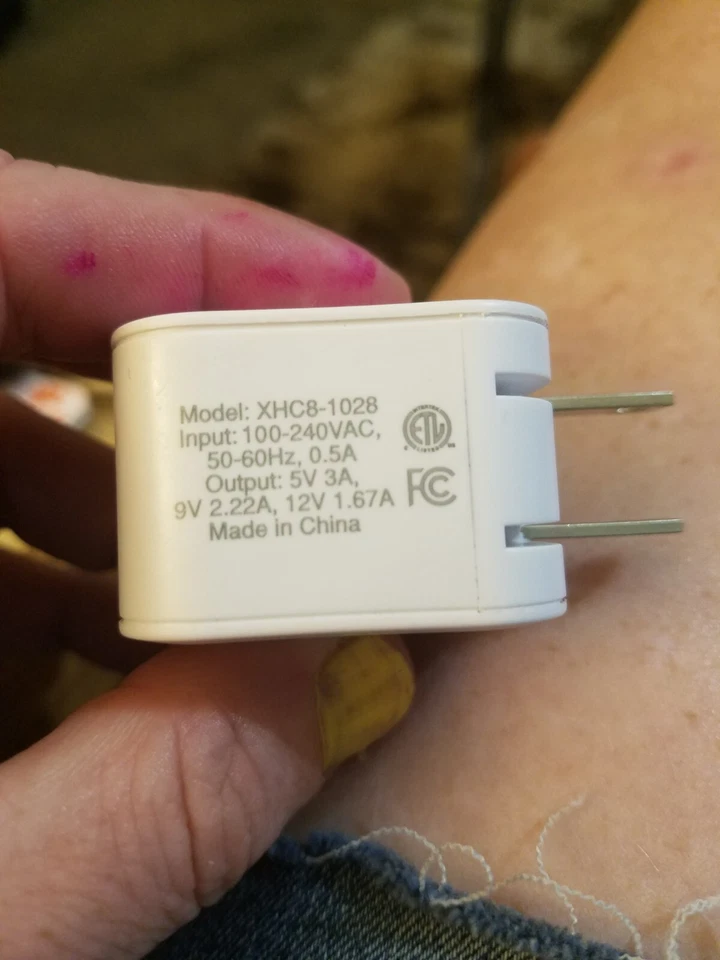 Model: XHC8-1028
Input: 100-240VAC,
50-60Hz, 0.5A
Output: 5V 3A,
9V 2.22A, 12V 1.67A
Made in China
ETL
FC